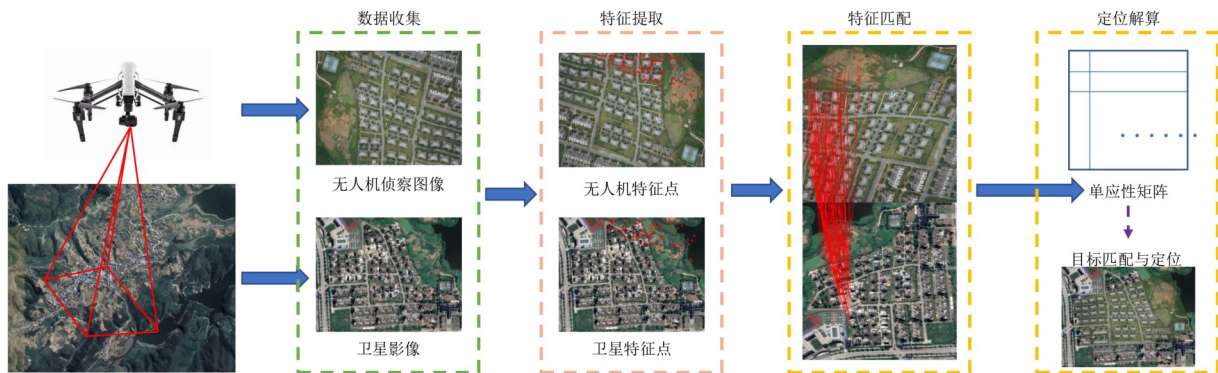 数据收集
特征提取
特征匹配
定位解算
无人机侦察图像
无人机特征点
单应性矩阵
目标匹配与定位
卫星影像
卫星特征点